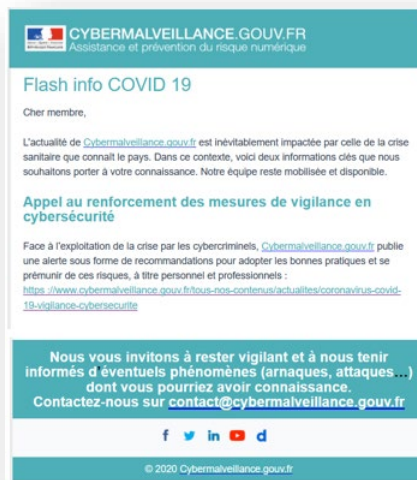 CYBERMALVEILLANCE.GOUV.FR
Assistance et prévention du risque numérique
Flash info COVID 19
Cher membre,
L'actualité de Cybermalveillance.gouv.fr est inévitablement impactée par celle de la crise
sanitaire que connaît le pays. Dans ce contexte, voici deux informations clés que nous
souhaitons porter à votre connaissance. Notre équipe reste mobilisée et disponible.
Appel au renforcement des mesures de vigilance en
cybersécurité
Face à l'exploitation de la crise par les cybercriminels, Cybermalveillance.gouv.fr publie
une alerte sous forme de recommandations pour adopter les bonnes pratiques et se
prémunir de ces risques, à titre personnel et professionnels :
https://www.cybermalveillance.gouv.fr/tous-nos-contenus/actualites/coronavirus-covid-
19-vigilance-cybersecurite
Nous vous invitons à rester vigilant et à nous tenir
informés d'éventuels phénomènes (arnaques, attaques...)
dont vous pourriez avoir connaissance.
Contactez-nous sur contact@cybermalveillance.gouv.fr
© 2020 Cybermalveillance.gouv.fr